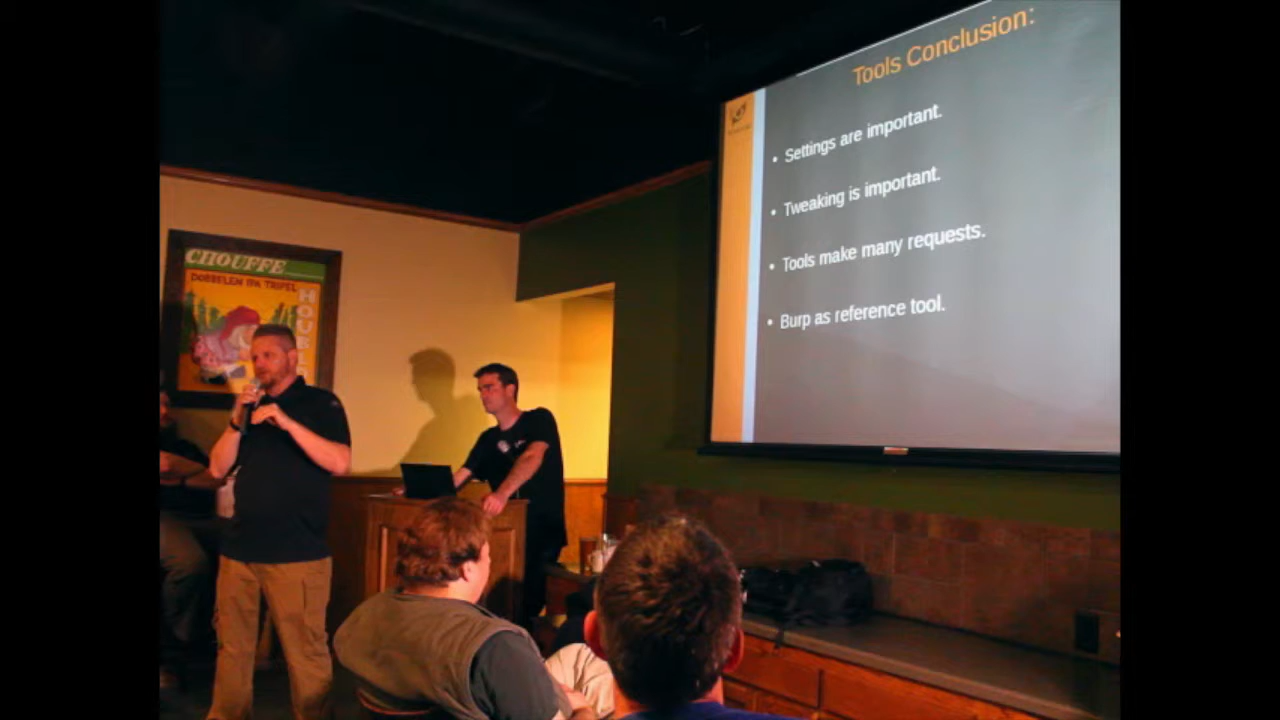 Tools Conclusion:
• Settings are important.
• Tweaking is important.
• Tools make many requests.
• Burp as reference tool.
CHOUFFE
DOBBELEN IPA TRIPEL
HOUBL